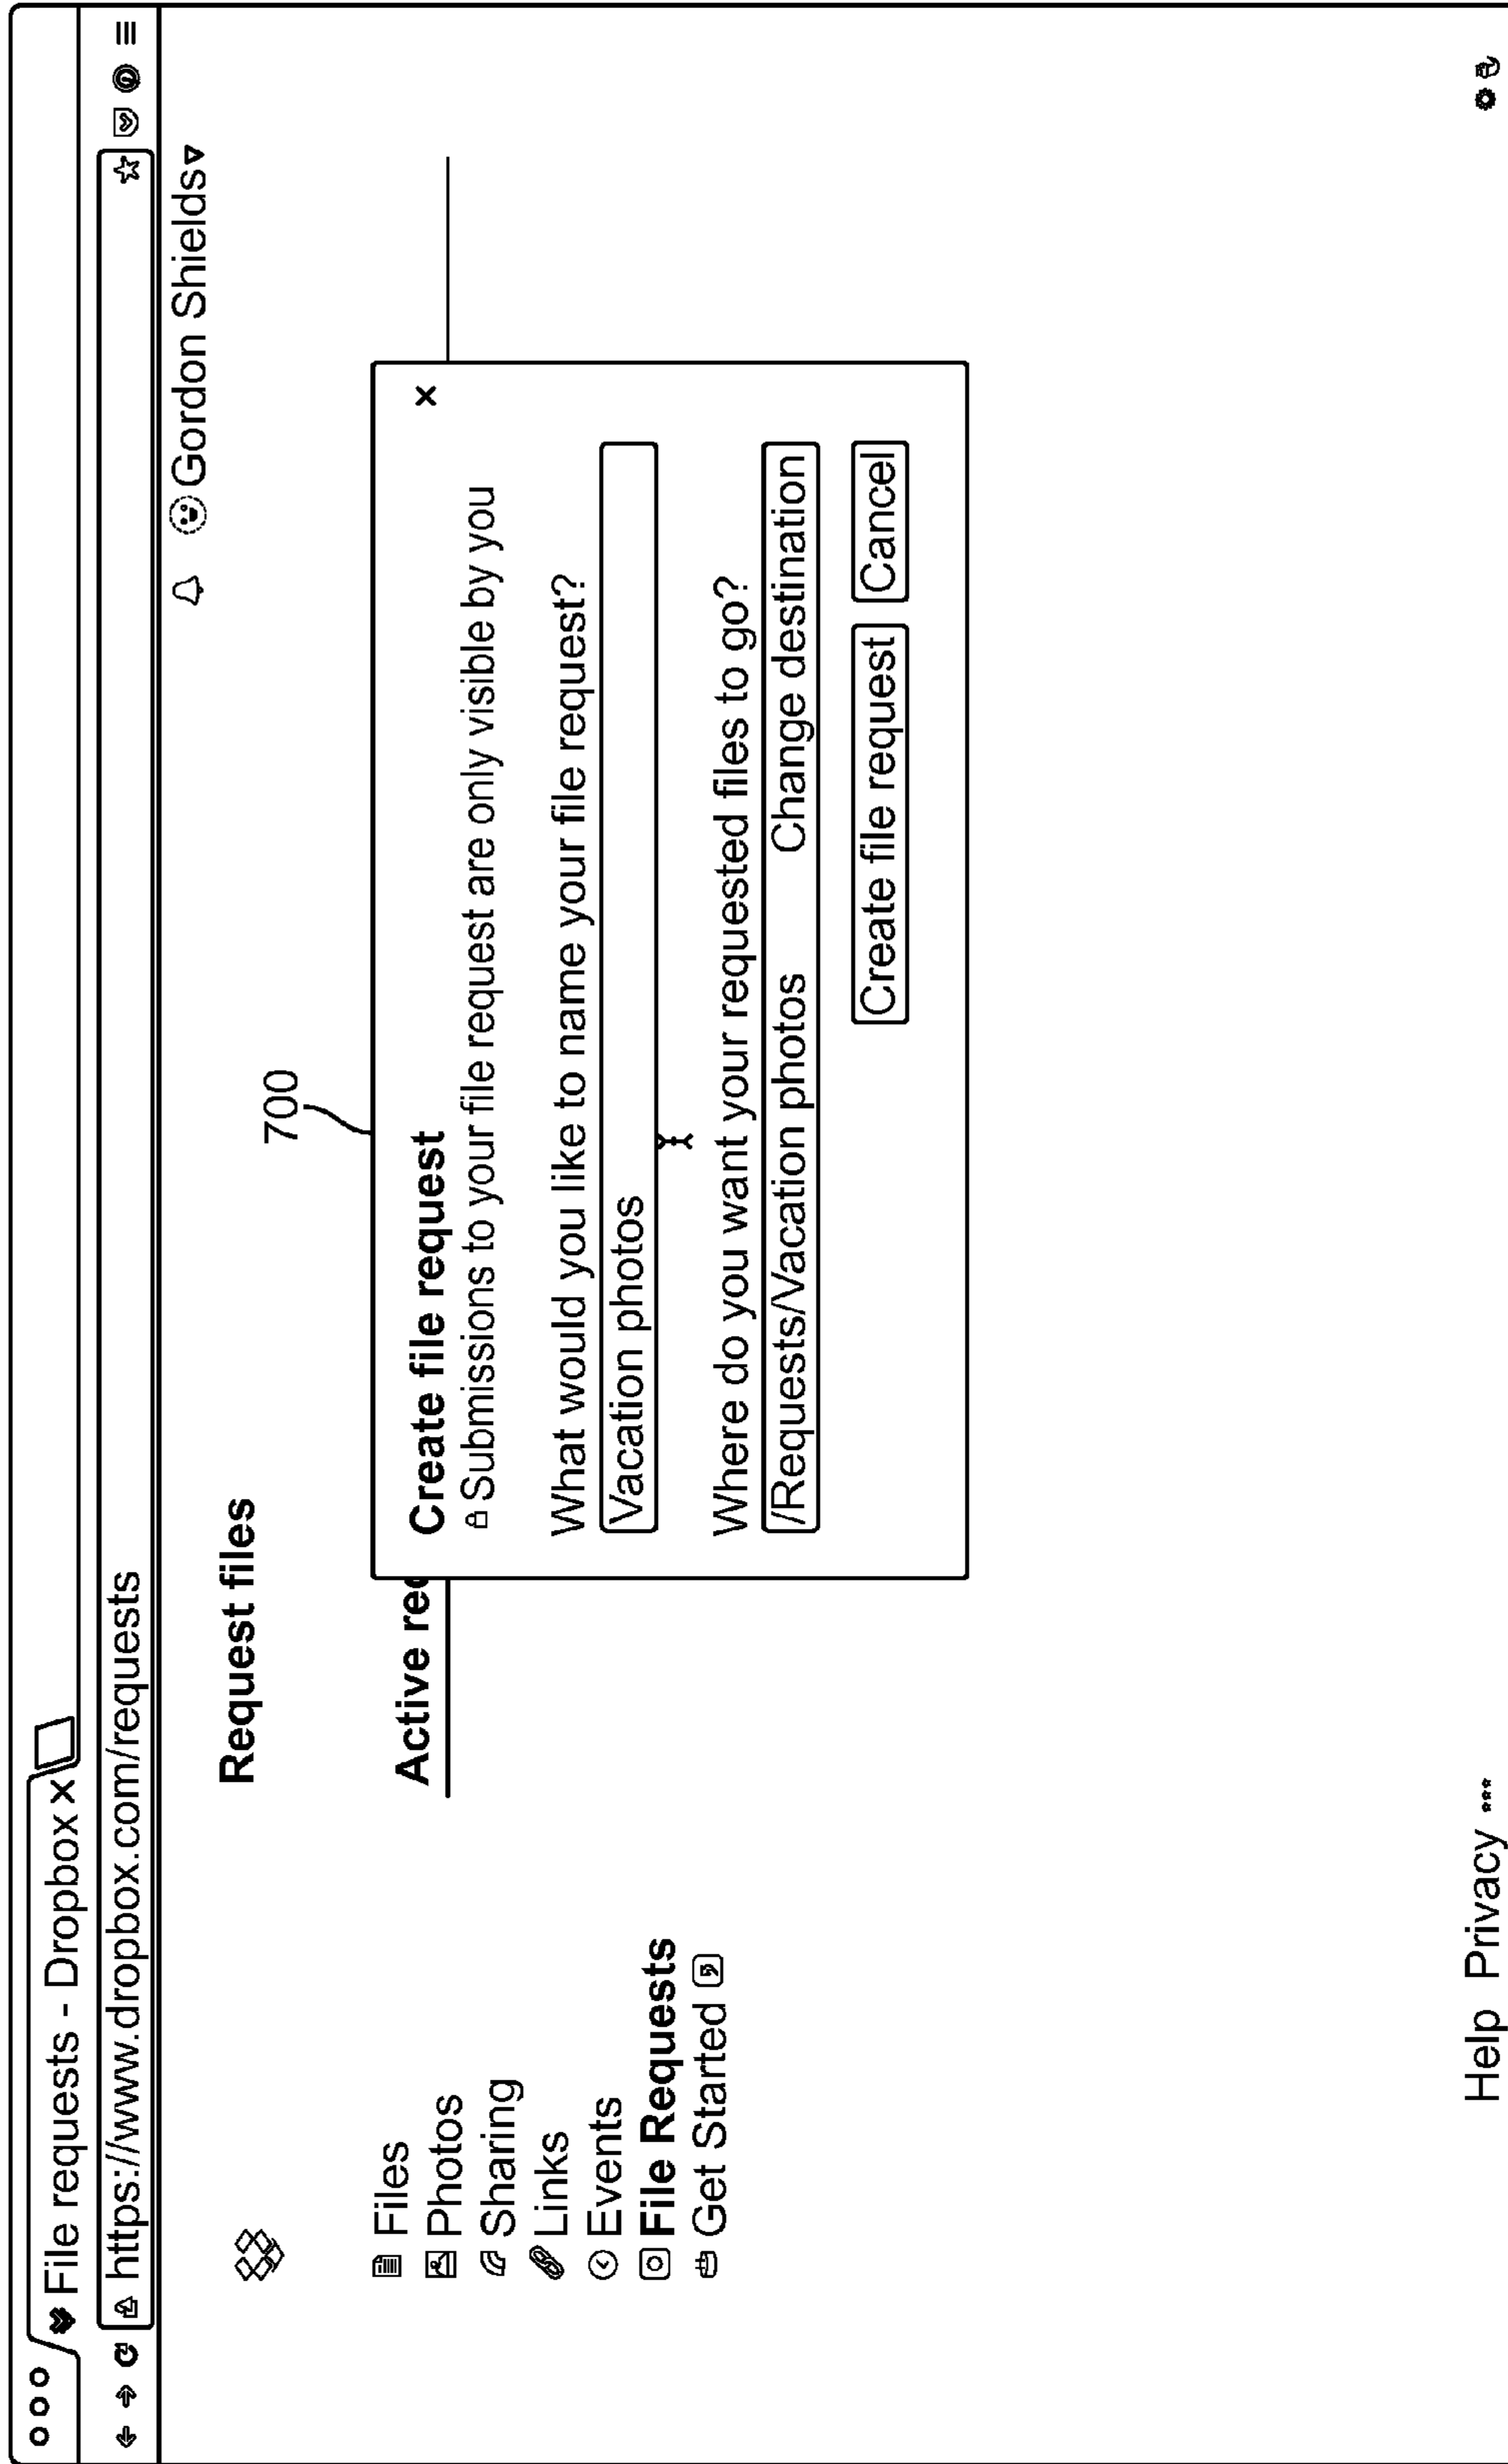 File requests - Dropbox x
https://www.dropbox.com/requests
Gordon Shields
Request files
700
Files
Photos
Sharing
Links
Events
File Requests
Get Started
Active req
Create file request x
Submissions to your file request are only visible by you
What would you like to name your file request?
Vacation photos
Where do you want your requested files to go?
/Requests/Vacation photos Change destination
Create file request Cancel
Help Privacy